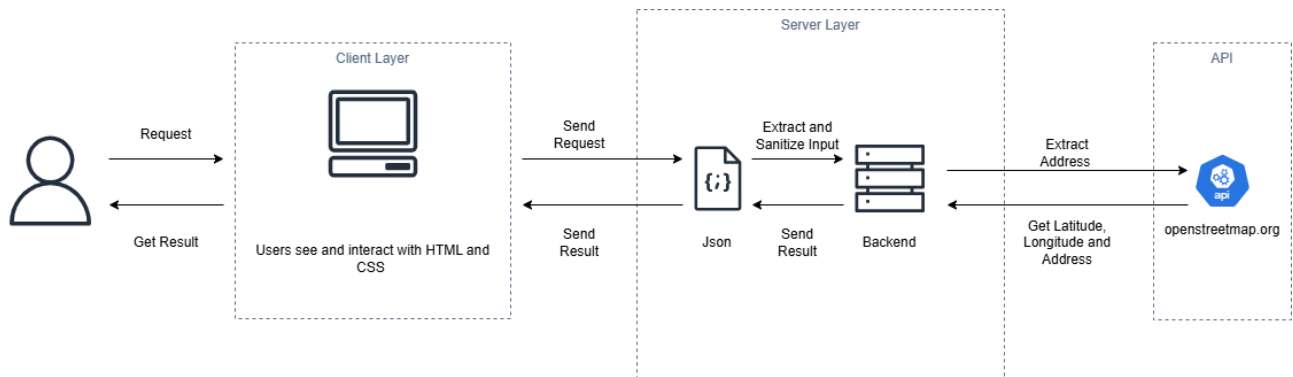 Server Layer
Client Layer
API
Request
Send
Request
Extract and
Sanitize Input
Extract
Address
{;}
api
Get Result
Users see and interact with HTML and
CSS
Send
Result
Json
Send
Result
Backend
Get Latitude,
Longitude and
Address
openstreetmap.org